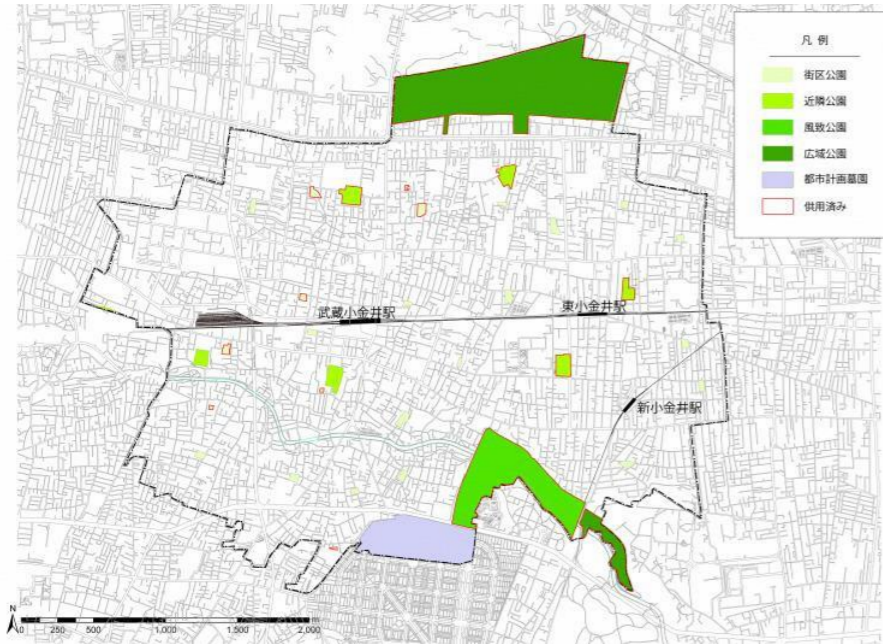 凡 例
街区公園
近隣公園
風致公園
広域公園
都市計画墓園
供用済み
武蔵小金井駅
東小金井駅
新小金井駅
N
0 250 500 1,000 1,500 2,000